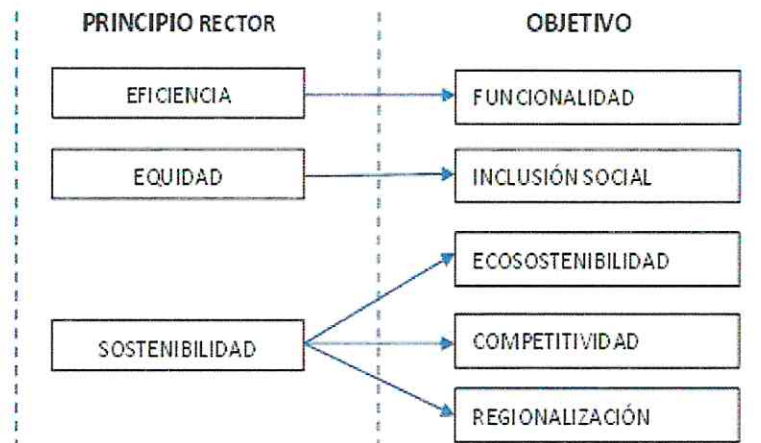 PRINCIPIO RECTOR
OBJETIVO
EFICIENCIA
FUNCIONALIDAD
EQUIDAD
INCLUSIÓN SOCIAL
ECOSOSTENIBILIDAD
SOSTENIBILIDAD
COMPETITIVIDAD
REGIONALIZACIÓN